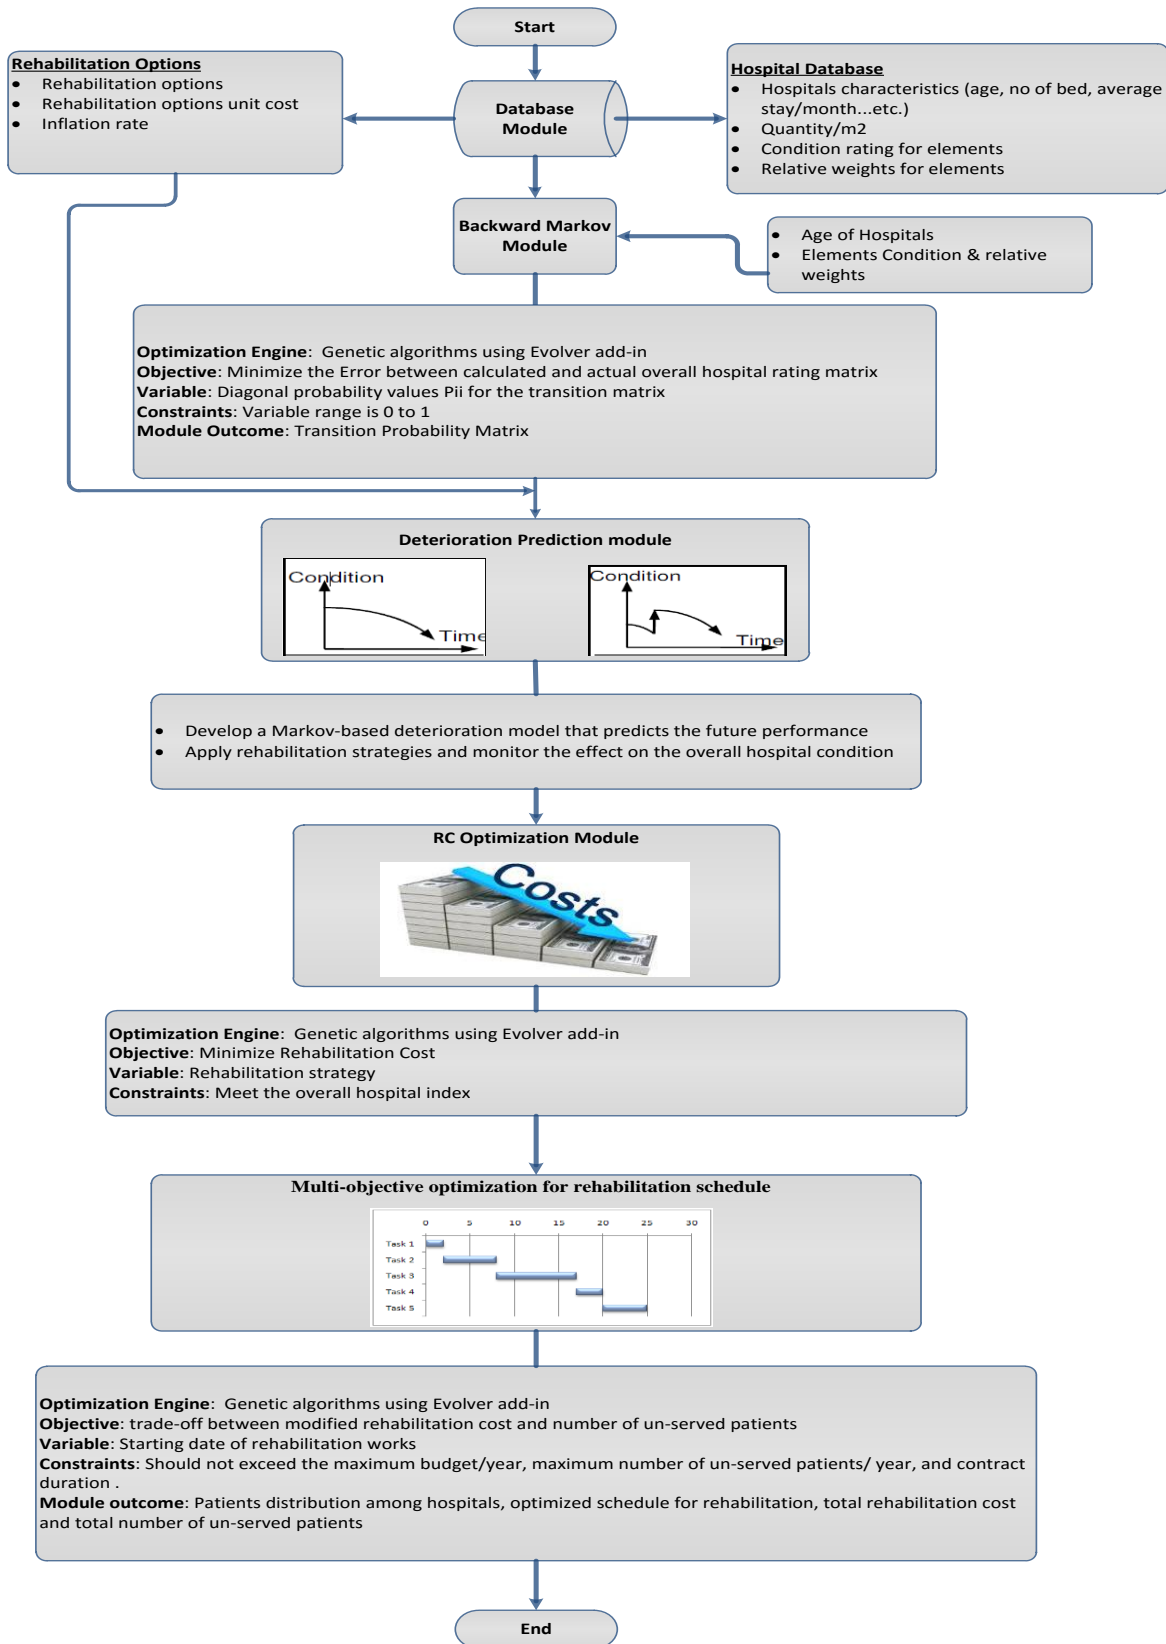 Start
Rehabilitation Options
• Rehabilitation options
• Rehabilitation options unit cost
• Inflation rate
Database
Module
Hospital Database
• Hospitals characteristics (age, no of bed, average
stay/month...etc.)
• Quantity/m2
• Condition rating for elements
• Relative weights for elements
Backward Markov
Module
• Age of Hospitals
• Elements Condition & relative
weights
Optimization Engine: Genetic algorithms using Evolver add-in
Objective: Minimize the Error between calculated and actual overall hospital rating matrix
Variable: Diagonal probability values Pii for the transition matrix
Constraints: Variable range is 0 to 1
Module Outcome: Transition Probability Matrix
Deterioration Prediction module
Condition
Time
Condition
Time
• Develop a Markov-based deterioration model that predicts the future performance
• Apply rehabilitation strategies and monitor the effect on the overall hospital condition
RC Optimization Module
Costs
Optimization Engine: Genetic algorithms using Evolver add-in
Objective: Minimize Rehabilitation Cost
Variable: Rehabilitation strategy
Constraints: Meet the overall hospital index
Multi-objective optimization for rehabilitation schedule
0 5 10 15 20 25 30
Task 1
Task 2
Task 3
Task 4
Task 5
Optimization Engine: Genetic algorithms using Evolver add-in
Objective: trade-off between modified rehabilitation cost and number of un-served patients
Variable: Starting date of rehabilitation works
Constraints: Should not exceed the maximum budget/year, maximum number of un-served patients/ year, and contract
duration .
Module outcome: Patients distribution among hospitals, optimized schedule for rehabilitation, total rehabilitation cost
and total number of un-served patients
End